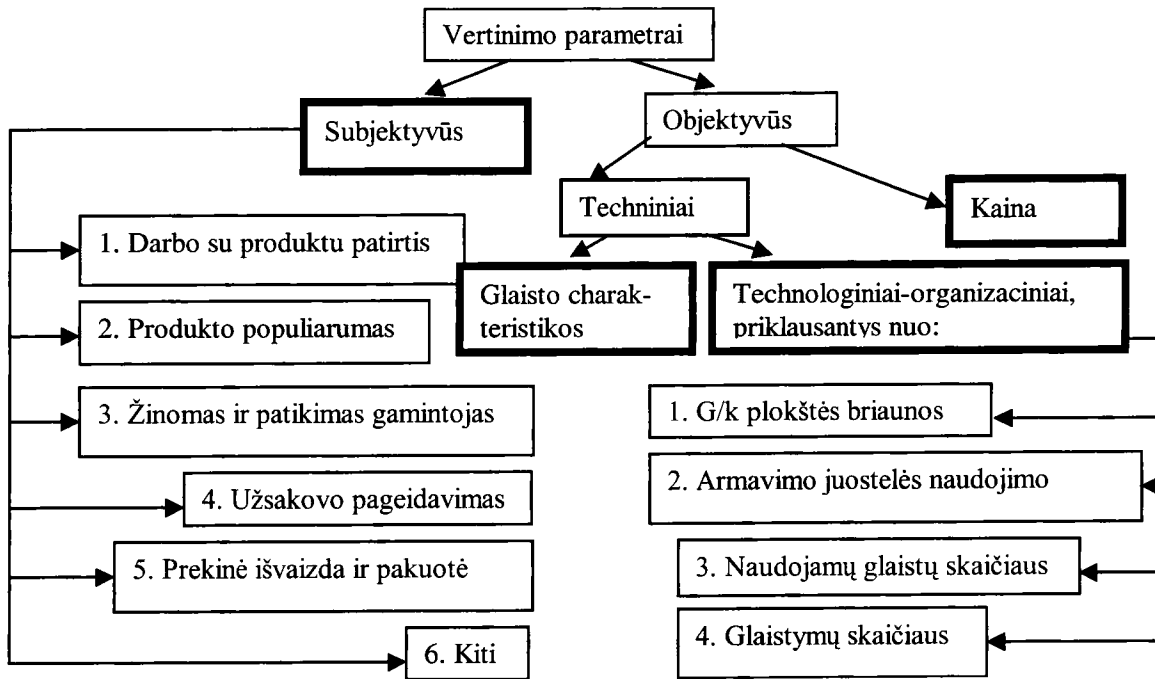 Vertinimo parametrai
Subjektyvūs
Objektyvūs
Techniniai
Kaina
Glaisto charak-
teristikos
Technologiniai-organizaciniai,
priklausantys nuo:
1. Darbo su produktu patirtis
2. Produkto populiarumas
3. Žinomas ir patikimas gamintojas
4. Užsakovo pageidavimas
5. Prekinė išvaizda ir pakuotė
6. Kiti
1. G/k plokštės briaunos
2. Armavimo juostelės naudojimo
3. Naudojamų glaistų skaičiaus
4. Glaistymų skaičiaus